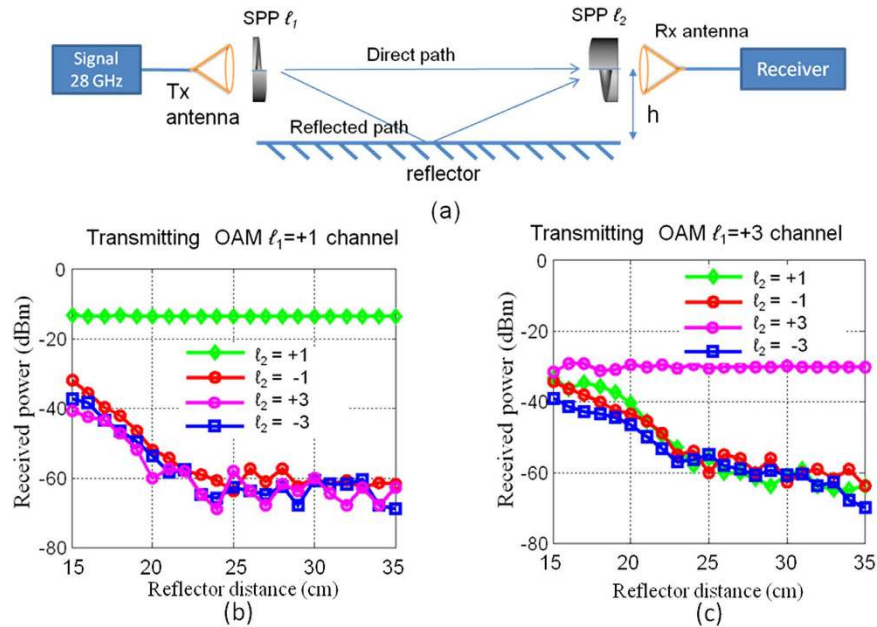 SPP ℓ1
SPP ℓ2
Signal
28 GHz
Tx
antenna
Direct path
Rx antenna
Receiver
Reflected path
h
reflector
(a)
Transmitting OAM ℓ1=+1 channel
Received power (dBm)
0
-20
-40
-60
-80
ℓ2 = +1
ℓ2 = -1
ℓ2 = +3
ℓ2 = -3
15
20
25
30
35
Reflector distance (cm)
(b)
Transmitting OAM ℓ1=+3 channel
Received power (dBm)
0
-20
-40
-60
-80
ℓ2 = +1
ℓ2 = -1
ℓ2 = +3
ℓ2 = -3
15
20
25
30
35
Reflector distance (cm)
(c)